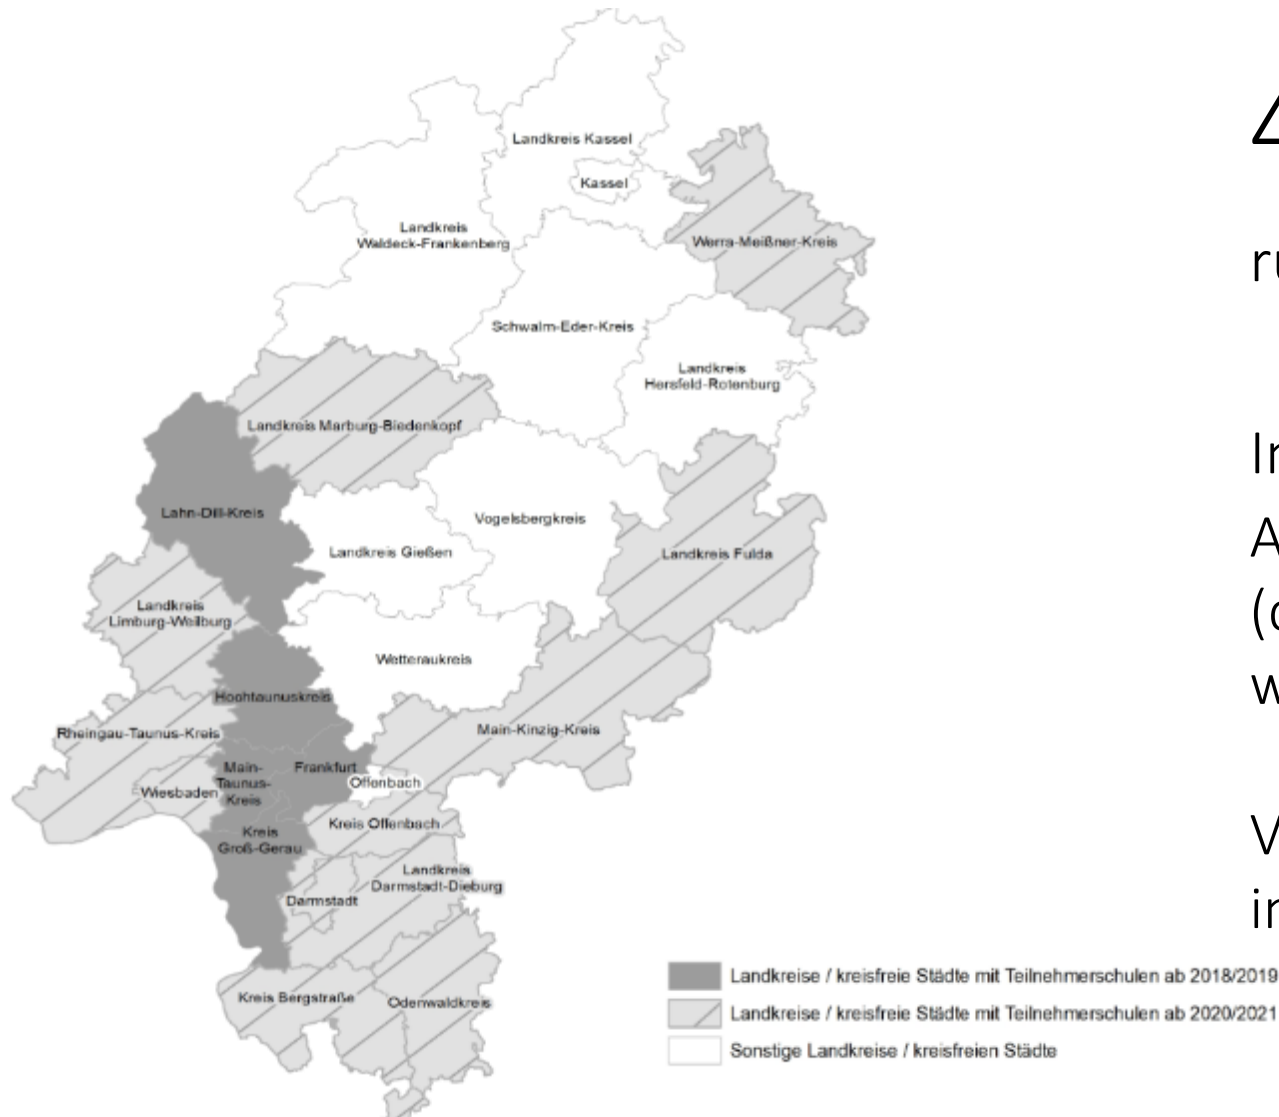 Landkreis Kassel
Kassel
Landkreis
Waldeck-Frankenberg
Werra-Meißner-Kreis
Schwalm-Eder-Kreis
Landkreis
Hersfeld-Rotenburg
Landkreis Marburg-Biedenkopf
Lahn-Dill-Kreis
Vogelsbergkreis
Landkreis Gießen
Landkreis Fulda
Landkreis
Limburg-Weilburg
Wetteraukreis
Hochtaunuskreis
Rheingau-Taunus-Kreis
Main-Kinzig-Kreis
Main-
Taunus-
Kreis
Frankfurt
Offenbach
Wiesbaden
Kreis Offenbach
Kreis
Groß-Gerau
Landkreis
Darmstadt-Dieburg
Darmstadt
Kreis Bergstraße
Odenwaldkreis
Landkreise / kreisfreie Städte mit Teilnehmerschulen ab 2018/2019
Landkreise / kreisfreie Städte mit Teilnehmerschulen ab 2020/2021
Sonstige Landkreise / kreisfreien Städte